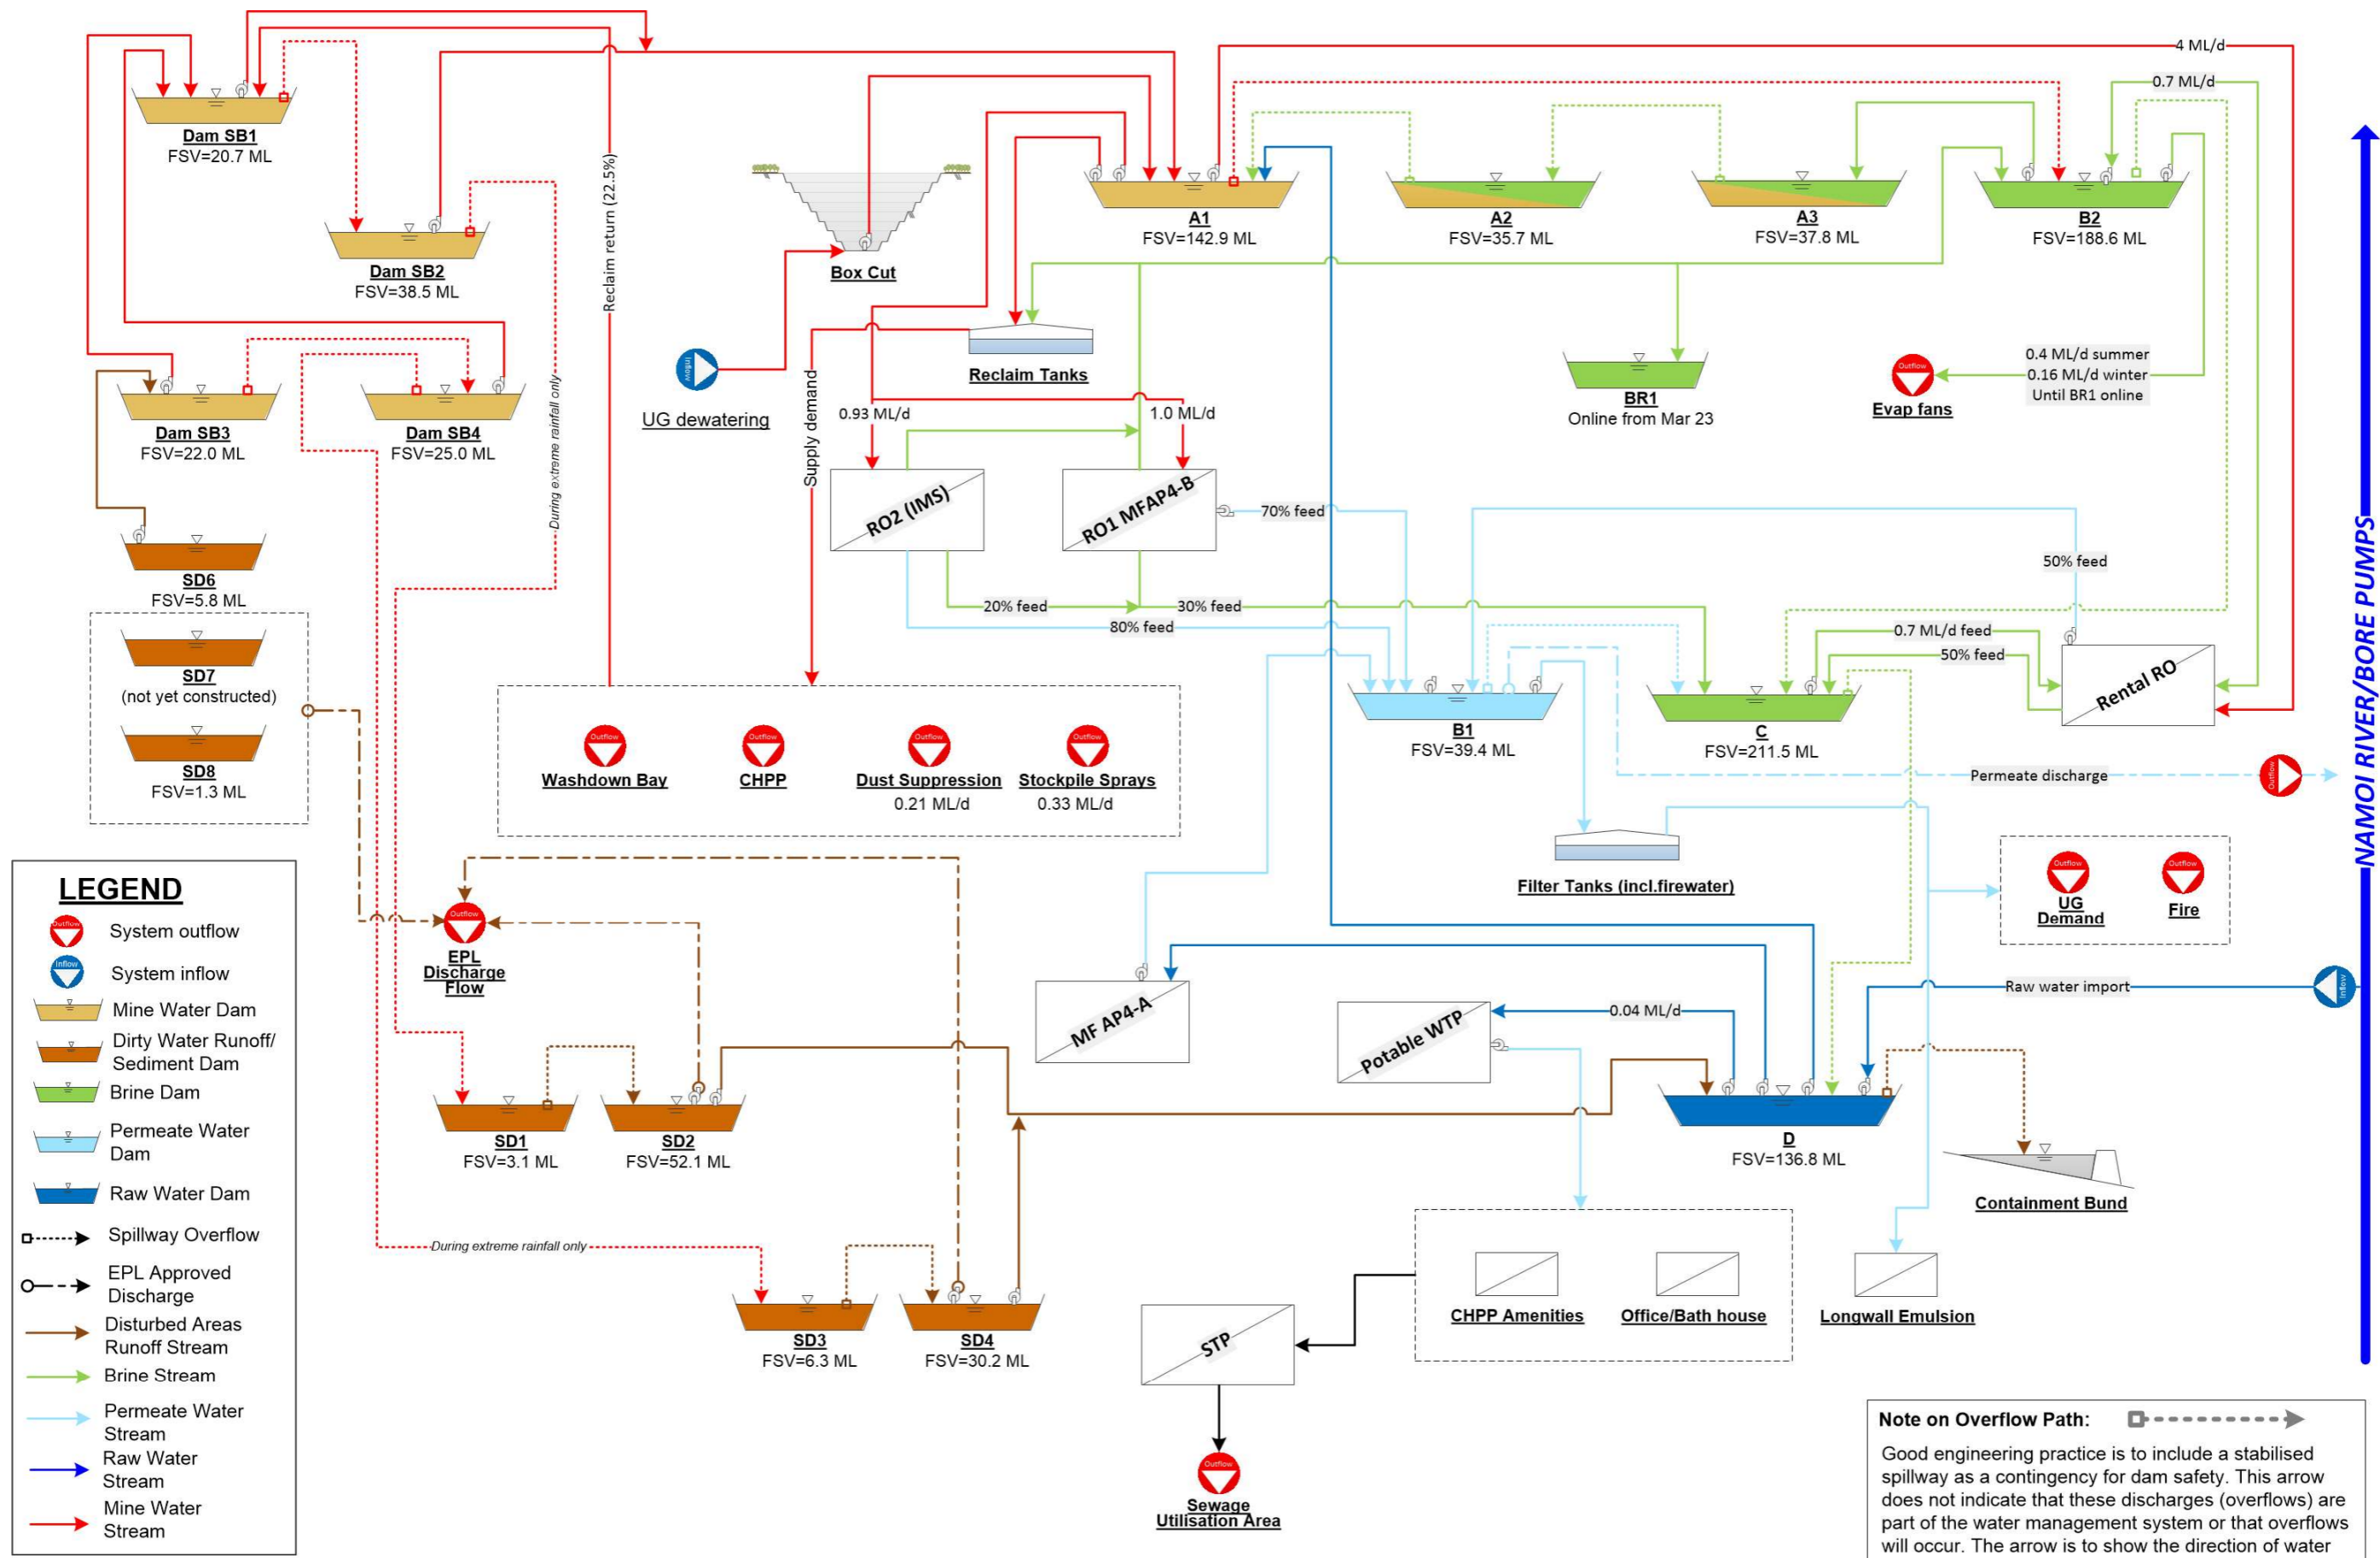 4 ML/d
0.7 ML/d
Dam SB1
FSV=20.7 ML
Dam SB2
FSV=38.5 ML
Reclaim return (22.5%)
Box Cut
A1
FSV=142.9 ML
A2
FSV=35.7 ML
A3
FSV=37.8 ML
B2
FSV=188.6 ML
Inflow
UG dewatering
Reclaim Tanks
Supply demand
0.93 ML/d
1.0 ML/d
BR1
Online from Mar 23
Outflow
Evap fans
0.4 ML/d summer
0.16 ML/d winter
Until BR1 online
Dam SB3
FSV=22.0 ML
Dam SB4
FSV=25.0 ML
During extreme rainfall only
RO2 (IMS)
RO1 MFAP4-B
70% feed
50% feed
20% feed
30% feed
80% feed
SD6
FSV=5.8 ML
SD7
(not yet constructed)
SD8
FSV=1.3 ML
0.7 ML/d feed
50% feed
Rental RO
B1
FSV=39.4 ML
C
FSV=211.5 ML
Outflow
Washdown Bay
Outflow
CHPP
Outflow
Dust Suppression
0.21 ML/d
Outflow
Stockpile Sprays
0.33 ML/d
Permeate discharge
Outflow
NAMOI RIVER/BORE PUMPS
Filter Tanks (incl.firewater)
Outflow
UG
Demand
Outflow
Fire
Outflow
EPL
Discharge
Flow
MF AP4-A
Potable WTP
0.04 ML/d
Raw water import
Inflow
SD1
FSV=3.1 ML
SD2
FSV=52.1 ML
D
FSV=136.8 ML
Containment Bund
During extreme rainfall only
SD3
FSV=6.3 ML
SD4
FSV=30.2 ML
STP
CHPP Amenities
Office/Bath house
Longwall Emulsion
Outflow
Sewage
Utilisation Area
LEGEND
Outflow
System outflow
Inflow
System inflow
Mine Water Dam
Dirty Water Runoff/
Sediment Dam
Brine Dam
Permeate Water
Dam
Raw Water Dam
Spillway Overflow
EPL Approved
Discharge
Disturbed Areas
Runoff Stream
Brine Stream
Permeate Water
Stream
Raw Water
Stream
Mine Water
Stream
Note on Overflow Path:
Good engineering practice is to include a stabilised
spillway as a contingency for dam safety. This arrow
does not indicate that these discharges (overflows) are
part of the water management system or that overflows
will occur. The arrow is to show the direction of water